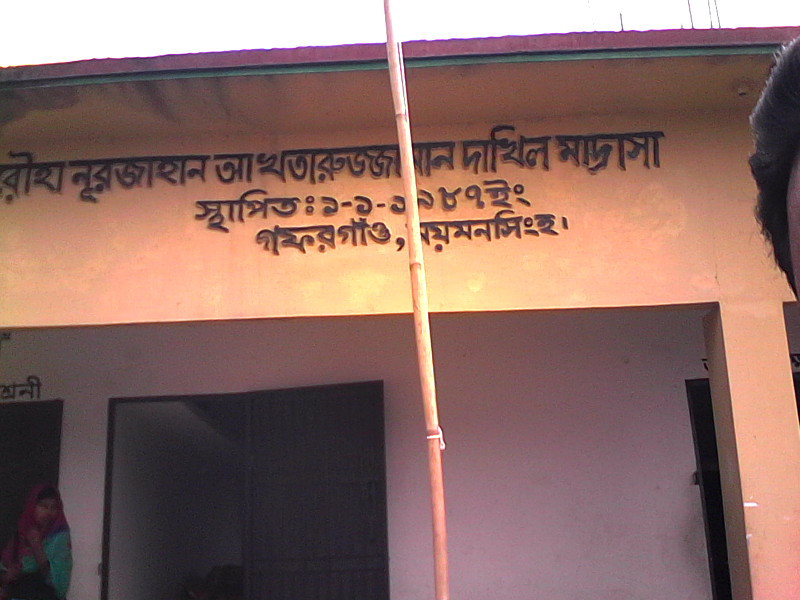 রৌহা নূরজাহান আখতারুজ্জামান দাখিল মাদ্রাসা
স্থাপিত: ১-১-১৯৮৭ইং
গফরগাঁও, ময়মনসিংহ।
শ্রেনী